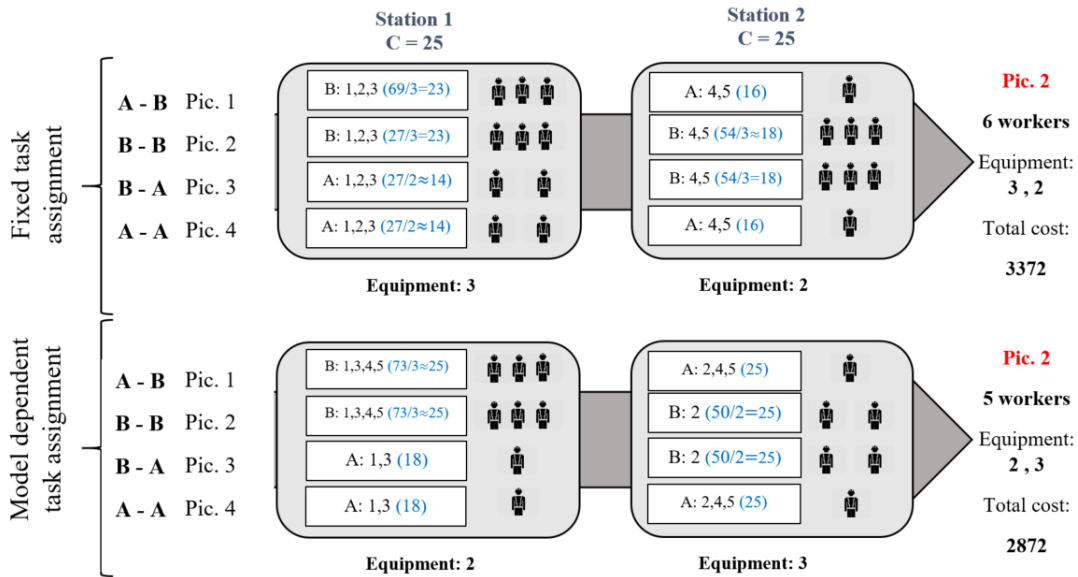 Station 1
C = 25
Station 2
C = 25
Fixed task
assignment
A - B Pic. 1
B - B Pic. 2
B - A Pic. 3
A - A Pic. 4
B: 1,2,3 (69/3=23)
B: 1,2,3 (27/3=23)
A: 1,2,3 (27/2≈14)
A: 1,2,3 (27/2≈14)
Equipment: 3
A: 4,5 (16)
B: 4,5 (54/3≈18)
B: 4,5 (54/3=18)
A: 4,5 (16)
Equipment: 2
Pic. 2
6 workers
Equipment:
3 , 2
Total cost:
3372
Model dependent
task assignment
A - B Pic. 1
B - B Pic. 2
B - A Pic. 3
A - A Pic. 4
B: 1,3,4,5 (73/3≈25)
B: 1,3,4,5 (73/3≈25)
A: 1,3 (18)
A: 1,3 (18)
Equipment: 2
A: 2,4,5 (25)
B: 2 (50/2=25)
B: 2 (50/2=25)
A: 2,4,5 (25)
Equipment: 3
Pic. 2
5 workers
Equipment:
2 , 3
Total cost:
2872